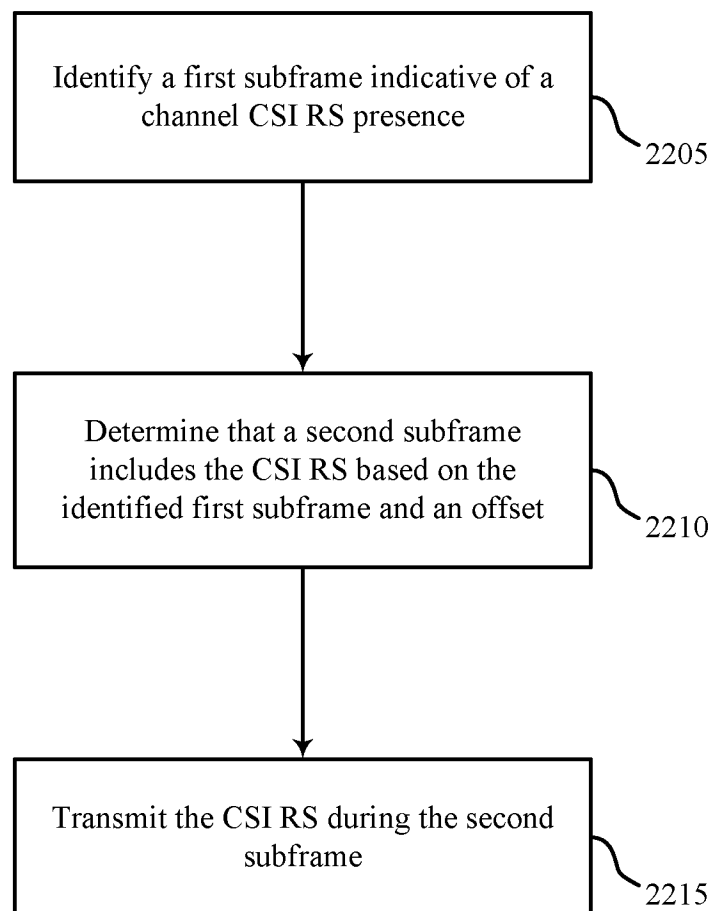 Identify a first subframe indicative of a
channel CSI RS presence
2205
Determine that a second subframe
includes the CSI RS based on the
identified first subframe and an offset
2210
Transmit the CSI RS during the second
subframe
2215